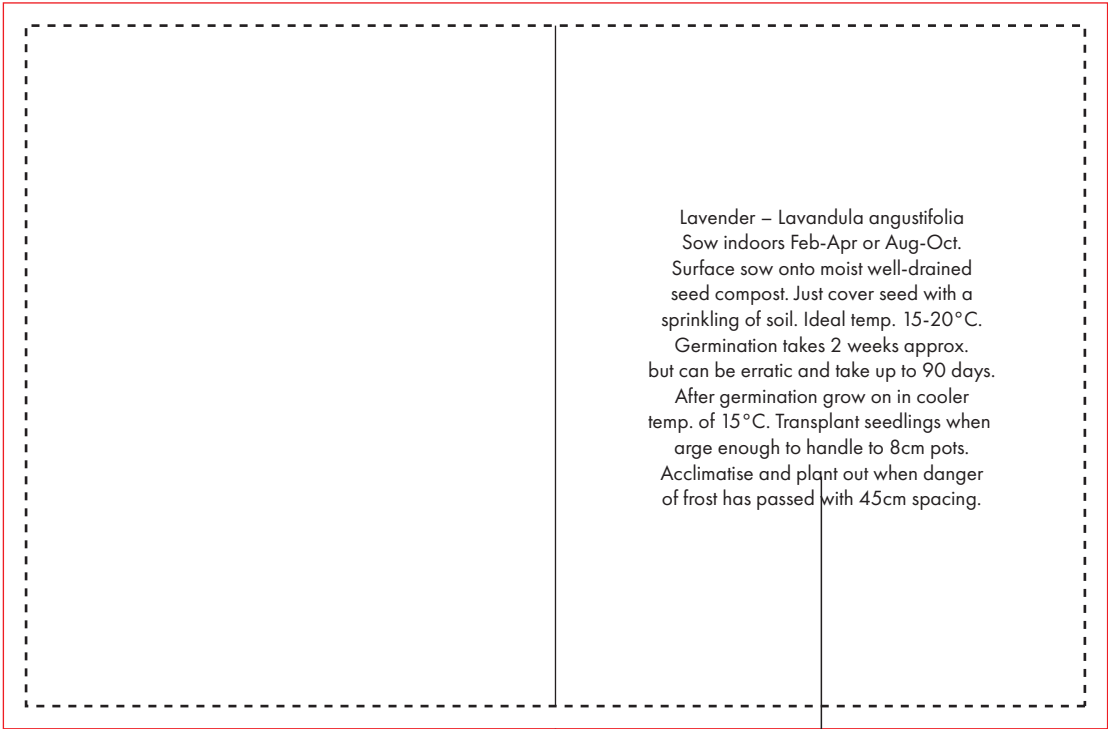 Lavender – Lavandula angustifolia
Sow indoors Feb-Apr or Aug-Oct.
Surface sow onto moist well-drained
seed compost. Just cover seed with a
sprinkling of soil. Ideal temp. 15-20°C.
Germination takes 2 weeks approx.
but can be erratic and take up to 90 days.
After germination grow on in cooler
temp. of 15°C. Transplant seedlings when
arge enough to handle to 8cm pots.
Acclimatise and plant out when danger
of frost has passed with 45cm spacing.